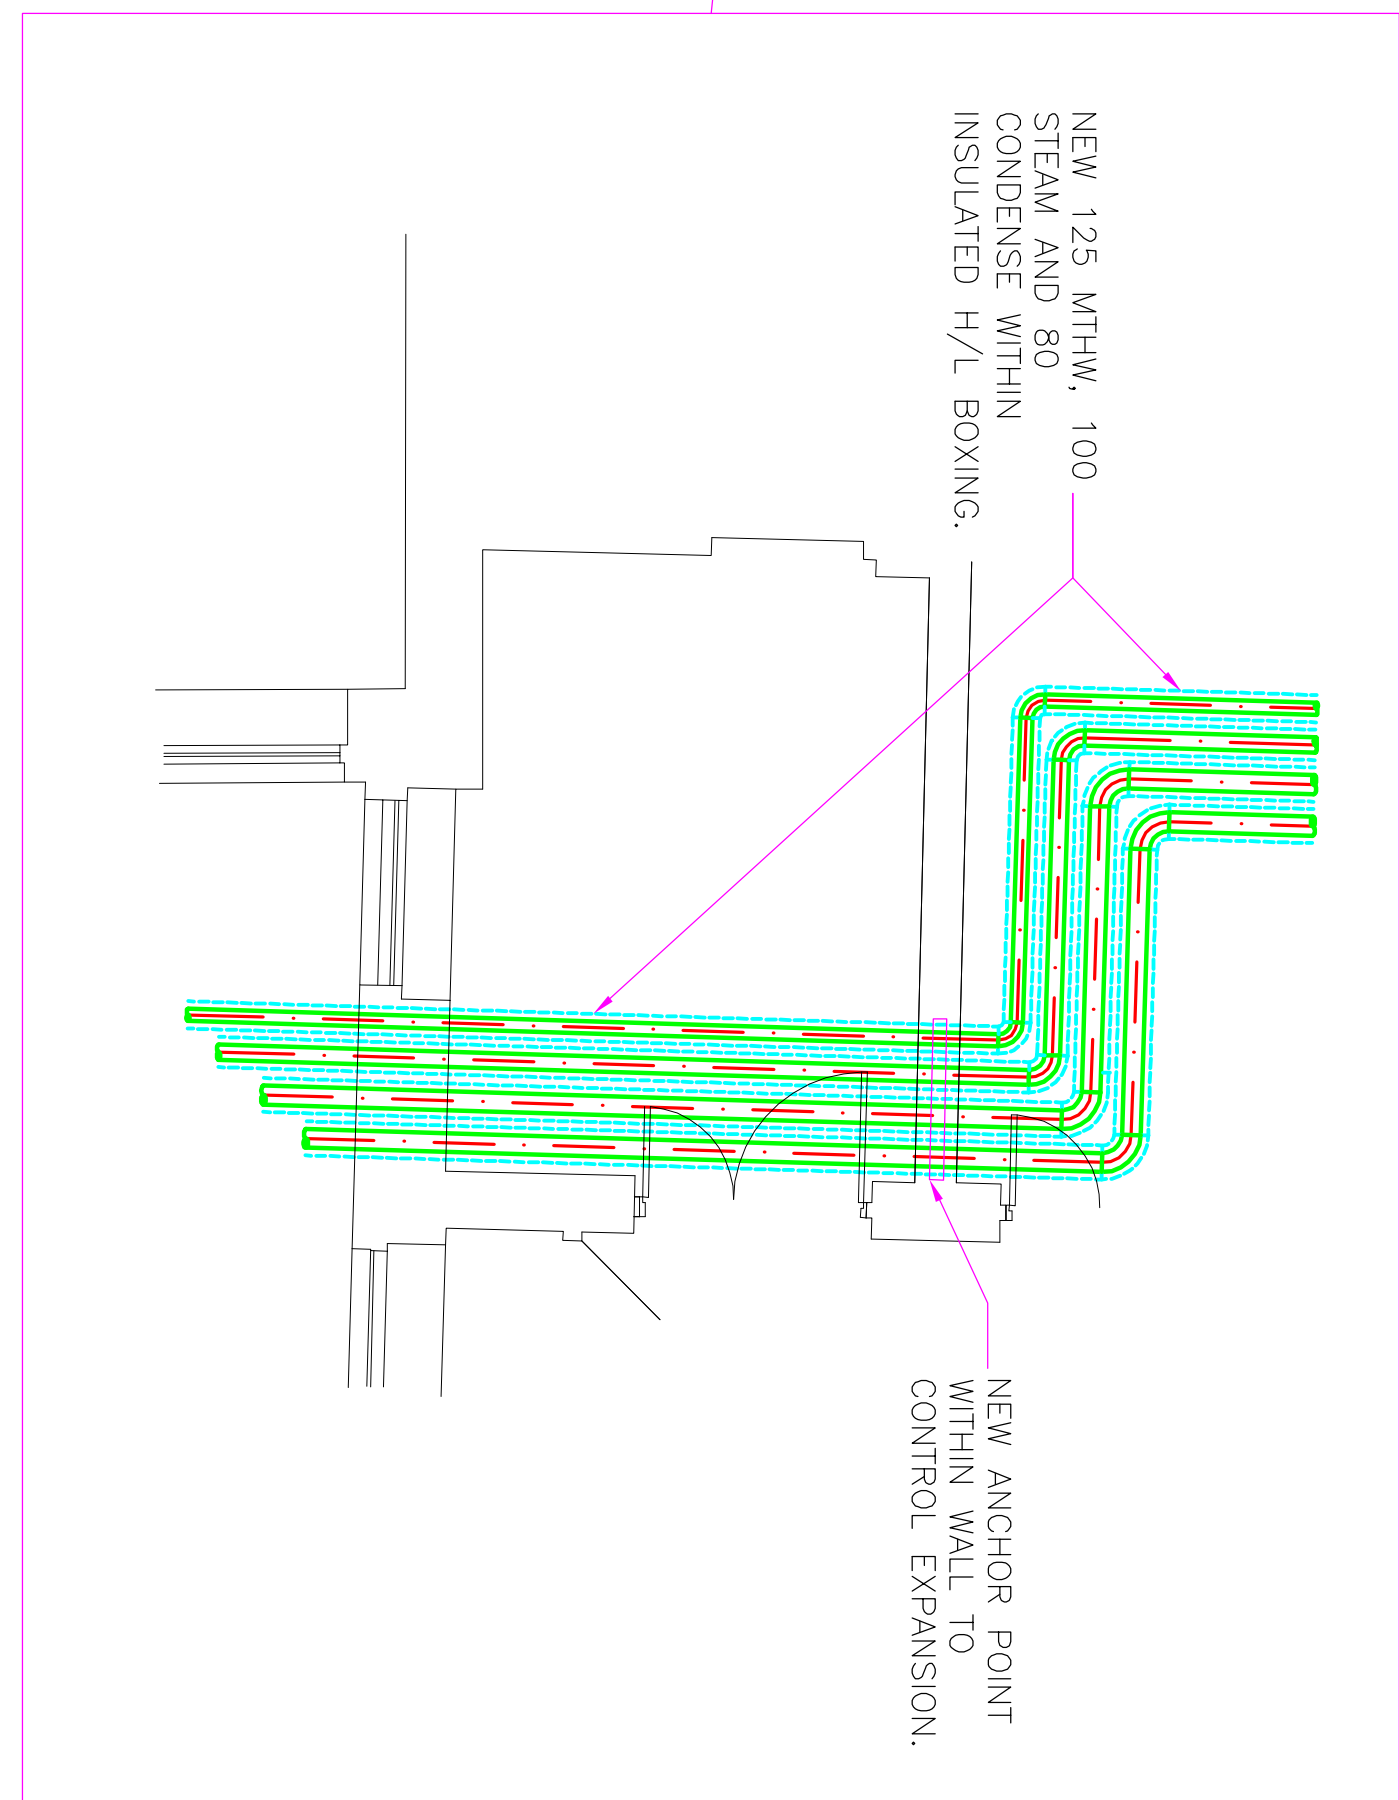 NEW 125 MTHW, 100
STEAM AND 80
CONDENSE WITHIN
INSULATED H/L BOXING.
NEW ANCHOR POINT
WITHIN WALL TO
CONTROL EXPANSION.